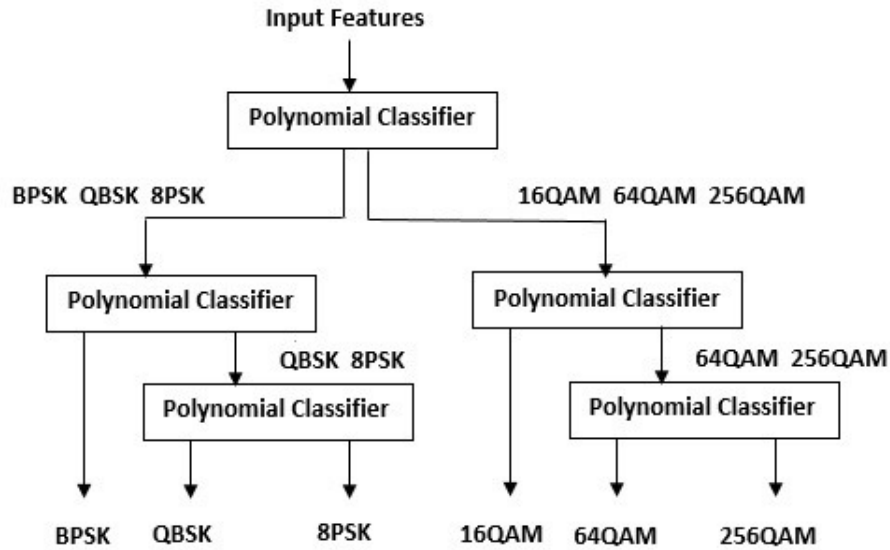 Input Features
Polynomial Classifier
BPSK QBSK 8PSK
16QAM 64QAM 256QAM
Polynomial Classifier
Polynomial Classifier
QBSK 8PSK
64QAM 256QAM
Polynomial Classifier
Polynomial Classifier
BPSK
QBSK
8PSK
16QAM
64QAM
256QAM